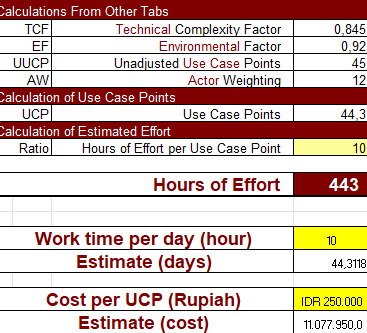 Calculations From Other Tabs
TCF Technical Complexity Factor 0,845
EF Environmental Factor 0,92
UUCP Unadjusted Use Case Points 45
AW Actor Weighting 12
Calculation of Use Case Points
UCP Use Case Points 44,3
Calculation of Estimated Effort
Ratio Hours of Effort per Use Case Point 10
Hours of Effort 443
Work time per day (hour) 10
Estimate (days) 44,3118
Cost per UCP (Rupiah) IDR 250.000
Estimate (cost) 11.077.950,0